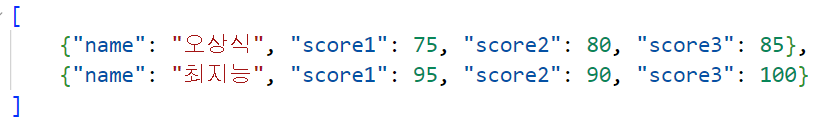 [
{"name": "오상식", "score1": 75, "score2": 80, "score3": 85},
{"name": "최지능", "score1": 95, "score2": 90, "score3": 100}
]